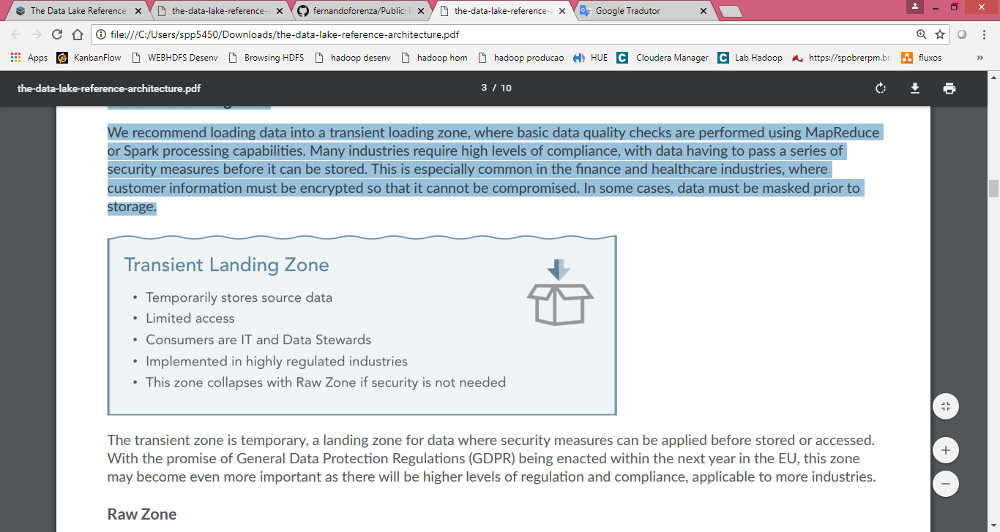 The Data Lake Reference
the-data-lake-reference-
fernandoforenza/Public:
the-data-lake-reference-
Google Tradutor
file:///C:/Users/spp5450/Downloads/the-data-lake-reference-architecture.pdf
Apps KanbanFlow WEBHDFS Desenv Browsing HDFS hadoop desenv hadoop hom hadoop producao HUE Cloudera Manager Lab Hadoop https://spobrerpm.br fluxos »
the-data-lake-reference-architecture.pdf 3 / 10
We recommend loading data into a transient loading zone, where basic data quality checks are performed using MapReduce
or Spark processing capabilities. Many industries require high levels of compliance, with data having to pass a series of
security measures before it can be stored. This is especially common in the finance and healthcare industries, where
customer information must be encrypted so that it cannot be compromised. In some cases, data must be masked prior to
storage.
Transient Landing Zone
• Temporarily stores source data
• Limited access
• Consumers are IT and Data Stewards
• Implemented in highly regulated industries
• This zone collapses with Raw Zone if security is not needed
The transient zone is temporary, a landing zone for data where security measures can be applied before stored or accessed.
With the promise of General Data Protection Regulations (GDPR) being enacted within the next year in the EU, this zone
may become even more important as there will be higher levels of regulation and compliance, applicable to more industries.
Raw Zone